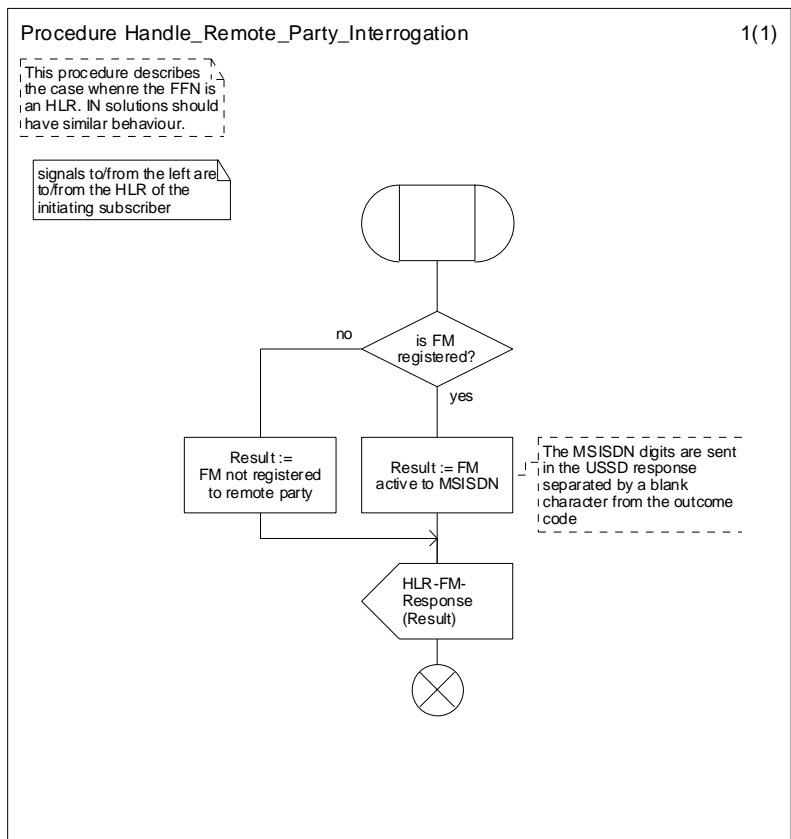 Procedure Handle_Remote_Party_Interrogation 1(1)
This procedure describes
the case whenre the FFN is
an HLR. IN solutions should
have similar behaviour.
signals to/from the left are
to/from the HLR of the
initiating subscriber
no
is FM
registered?
yes
Result :=
FM not registered
to remote party
Result := FM
active to MSISDN
The MSISDN digits are sent
in the USSD response
separated by a blank
character from the outcome
code
HLR-FM-
Response
(Result)